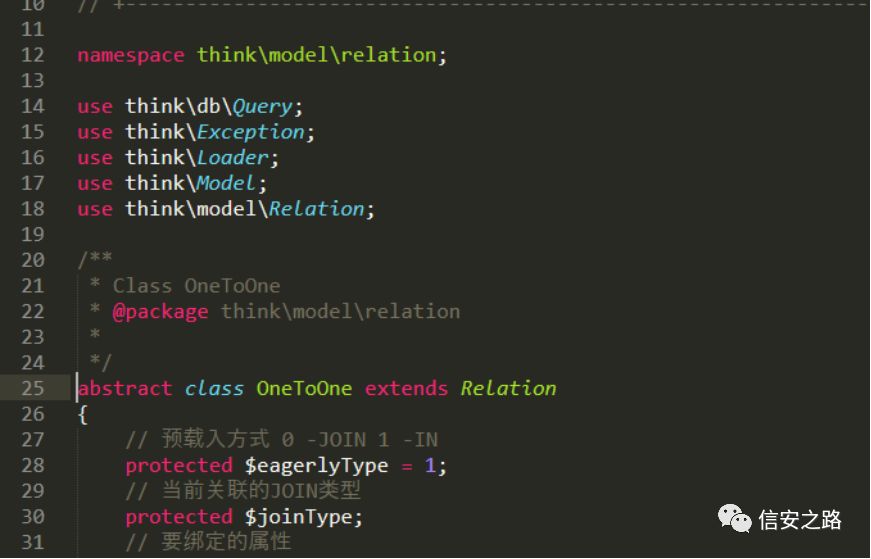 10 // +----------------------------------------------------------------------
11
12 namespace think\model\relation;
13
14 use think\db\Query;
15 use think\Exception;
16 use think\Loader;
17 use think\Model;
18 use think\model\Relation;
19
20 /**
21 * Class OneToOne
22 * @package think\model\relation
23 *
24 */
25 abstract class OneToOne extends Relation
26 {
27 // 预载入方式 0 -JOIN 1 -IN
28 protected $eagerlyType = 1;
29 // 当前关联的JOIN类型
30 protected $joinType;
31 // 要绑定的属性
信安之路